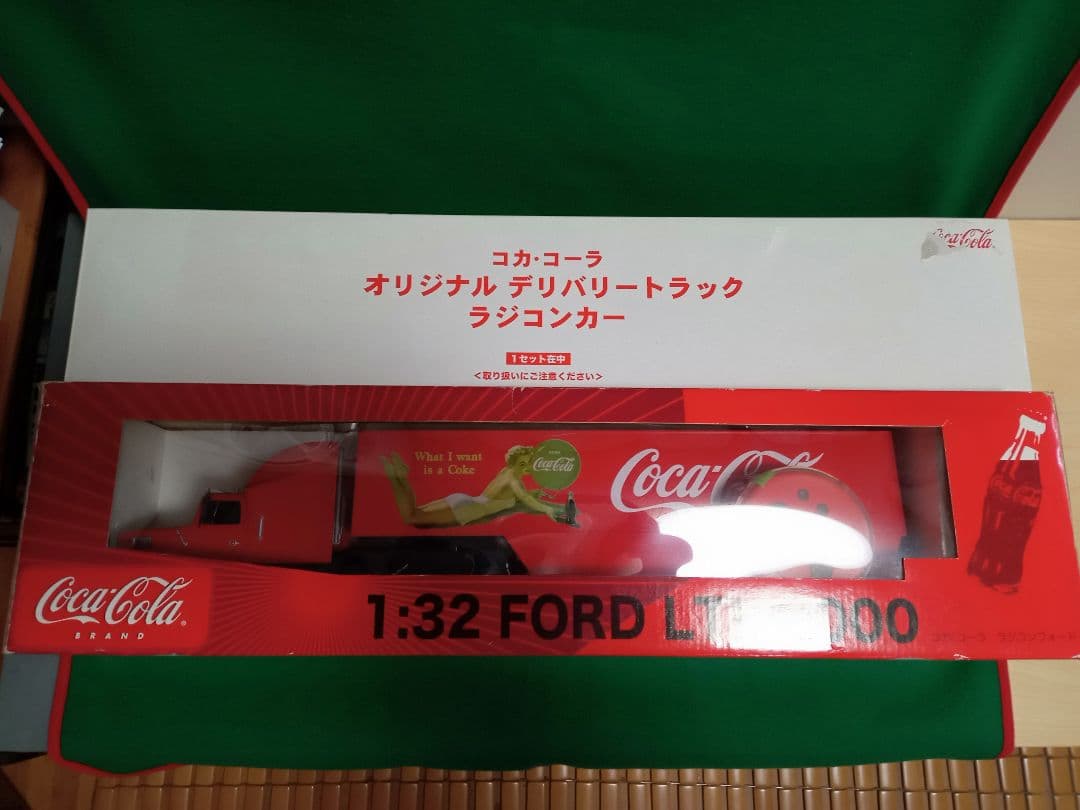 Coca-Cola
コカ・コーラ
オリジナル デリバリートラック
ラジコンカー
1セット在中
<取り扱いにご注意ください>
What I want
is a Coke
Coca-Cola
Coca-Co
Coca-Cola
Coca-Cola
BRAND
1:32 FORD
コカ・コーラ ラジコンフォード